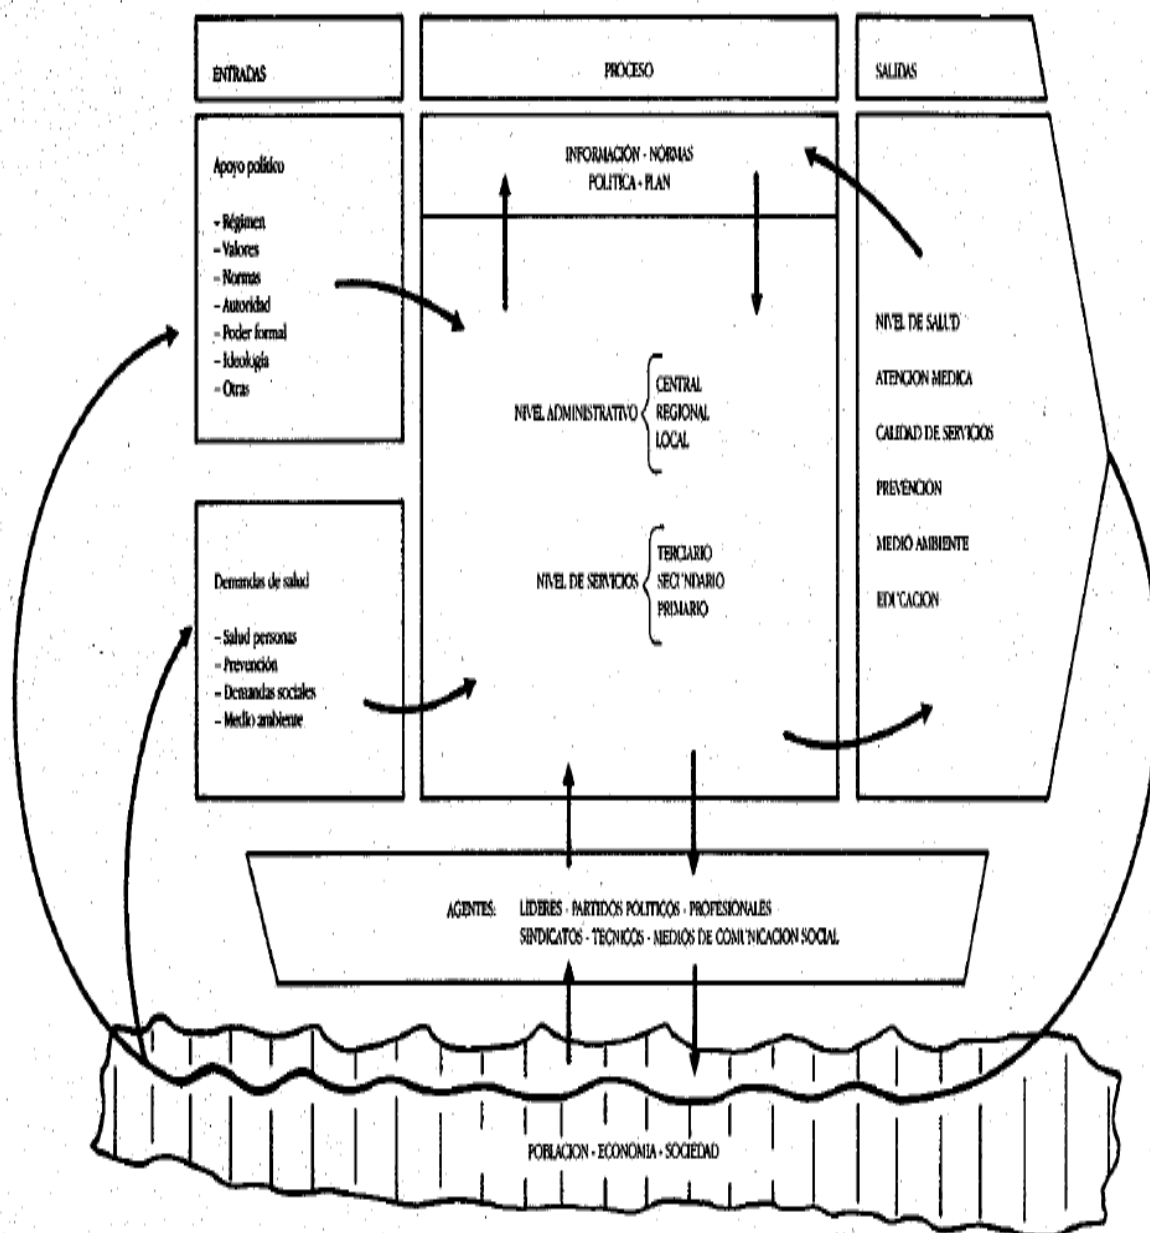 ENTRADAS
PROCESO
SALIDAS
Apoyo político
– Régimen
– Valores
– Normas
– Autoridad
– Poder formal
– Ideología
– Otras
Demandas de salud
– Salud personas
– Prevención
– Demandas sociales
– Medio ambiente
INFORMACIÓN - NORMAS
POLITICA - PLAN
NIVEL ADMINISTRATIVO
CENTRAL
REGIONAL
LOCAL
NIVEL DE SERVICIOS
TERCIARIO
SECUNDARIO
PRIMARIO
NIVEL DE SALUD
ATENCION MEDICA
CALIDAD DE SERVICIOS
PREVENCION
MEDIO AMBIENTE
EDUCACION
AGENTES: LIDERES - PARTIDOS POLITICOS - PROFESIONALES
SINDICATOS - TECNICOS - MEDIOS DE COMUNICACION SOCIAL
POBLACION - ECONOMIA - SOCIEDAD